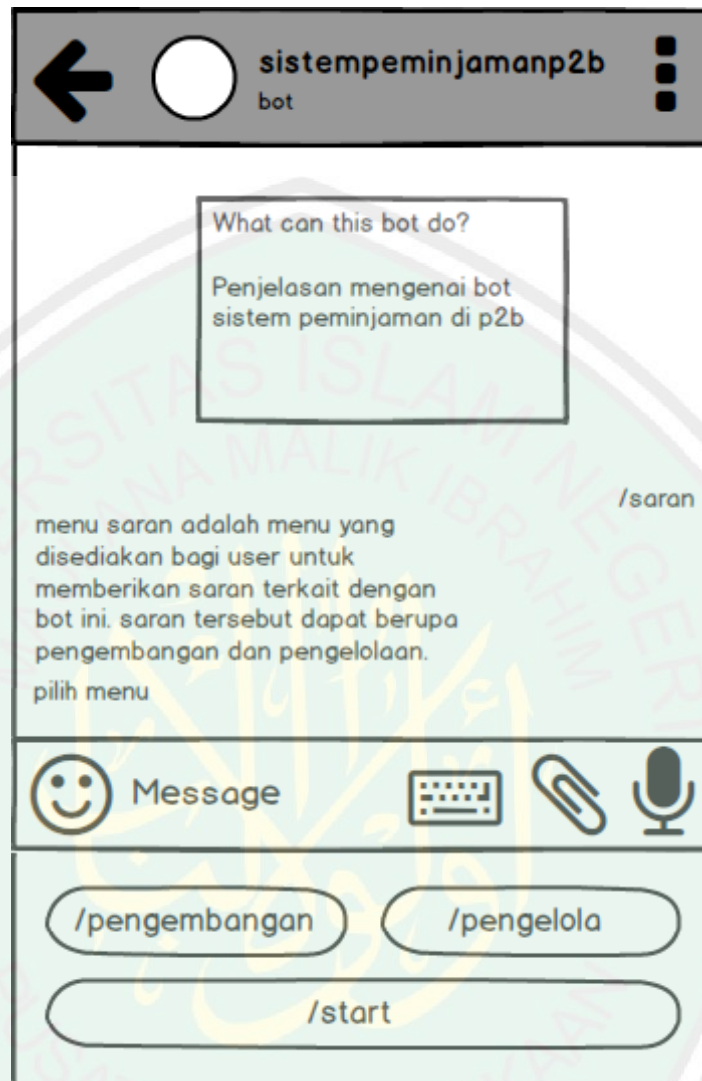 sistempeminjamanp2b
bot
What can this bot do?
Penjelasan mengenai bot
sistem peminjaman di p2b
/saran
menu saran adalah menu yang
disediakan bagi user untuk
memberikan saran terkait dengan
bot ini. saran tersebut dapat berupa
pengembangan dan pengelolaan.
pilih menu
Message
/pengembangan
/pengelola
/start